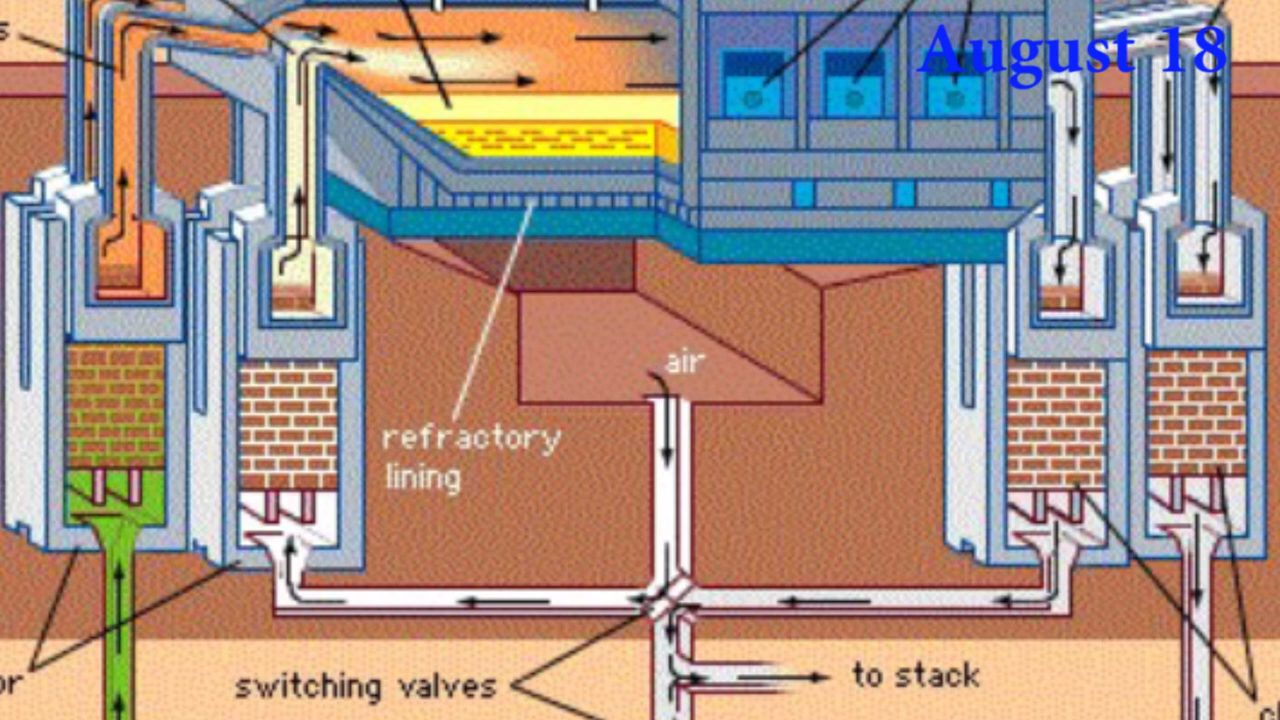 August 18
air
refractory
lining
switching valves
to stack